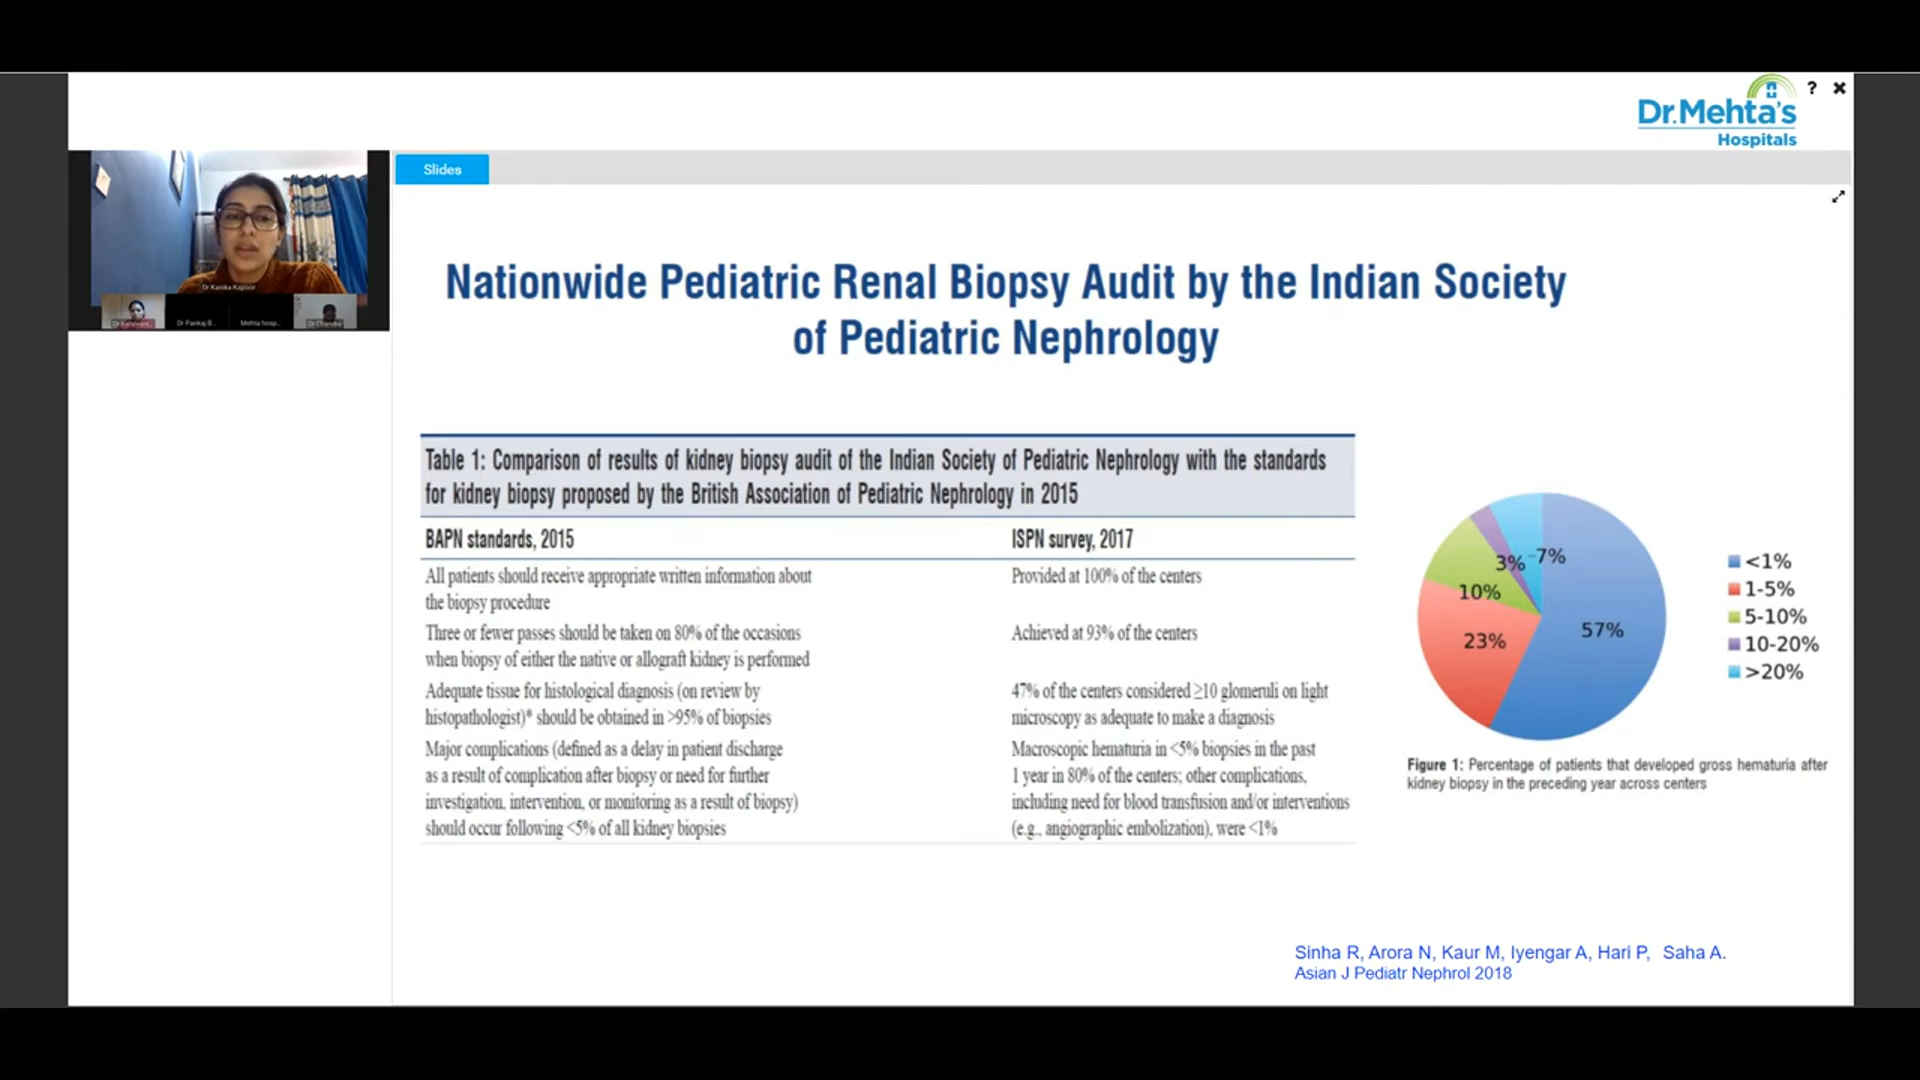 Dr.Mehta's
Hospitals
? ✖
Slides
Dr Kanika Kapoor
Dr Pankaj B...
Mehta hosp...
Dr Chandra
Nationwide Pediatric Renal Biopsy Audit by the Indian Society
of Pediatric Nephrology
Table 1: Comparison of results of kidney biopsy audit of the Indian Society of Pediatric Nephrology with the standards
for kidney biopsy proposed by the British Association of Pediatric Nephrology in 2015
BAPN standards, 2015
ISPN survey, 2017
All patients should receive appropriate written information about
the biopsy procedure
Provided at 100% of the centers
Three or fewer passes should be taken on 80% of the occasions
when biopsy of either the native or allograft kidney is performed
Achieved at 93% of the centers
Adequate tissue for histological diagnosis (on review by
histopathologist)* should be obtained in >95% of biopsies
47% of the centers considered ≥10 glomeruli on light
microscopy as adequate to make a diagnosis
Major complications (defined as a delay in patient discharge
as a result of complication after biopsy or need for further
investigation, intervention, or monitoring as a result of biopsy)
should occur following <5% of all kidney biopsies
Macroscopic hematuria in <5% biopsies in the past
1 year in 80% of the centers; other complications,
including need for blood transfusion and/or interventions
(e.g., angiographic embolization), were <1%
3%
7%
10%
23%
57%
<1%
1-5%
5-10%
10-20%
>20%
Figure 1: Percentage of patients that developed gross hematuria after
kidney biopsy in the preceding year across centers
Sinha R, Arora N, Kaur M, Iyengar A, Hari P, Saha A.
Asian J Pediatr Nephrol 2018